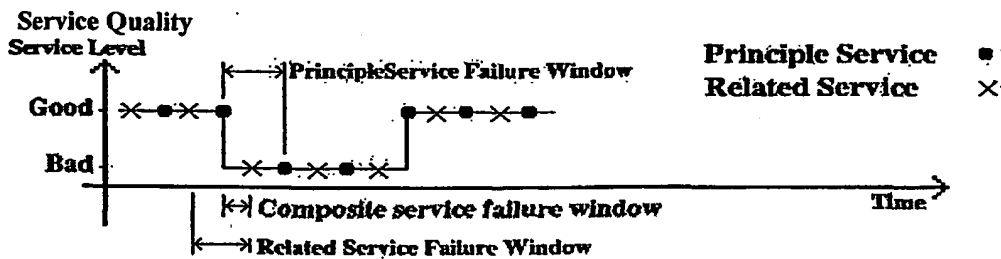 Service Quality
Service Level
PrincipleService Failure Window
Principle Service
Related Service
Good
Bad
Time
Composite service failure window
Related Service Failure Window